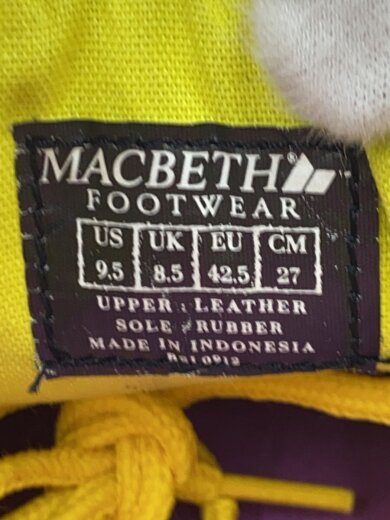 MACBETH®
FOOTWEAR
US UK EU CM
9.5 8.5 42.5 27
UPPER : LEATHER
SOLE : RUBBER
MADE IN INDONESIA